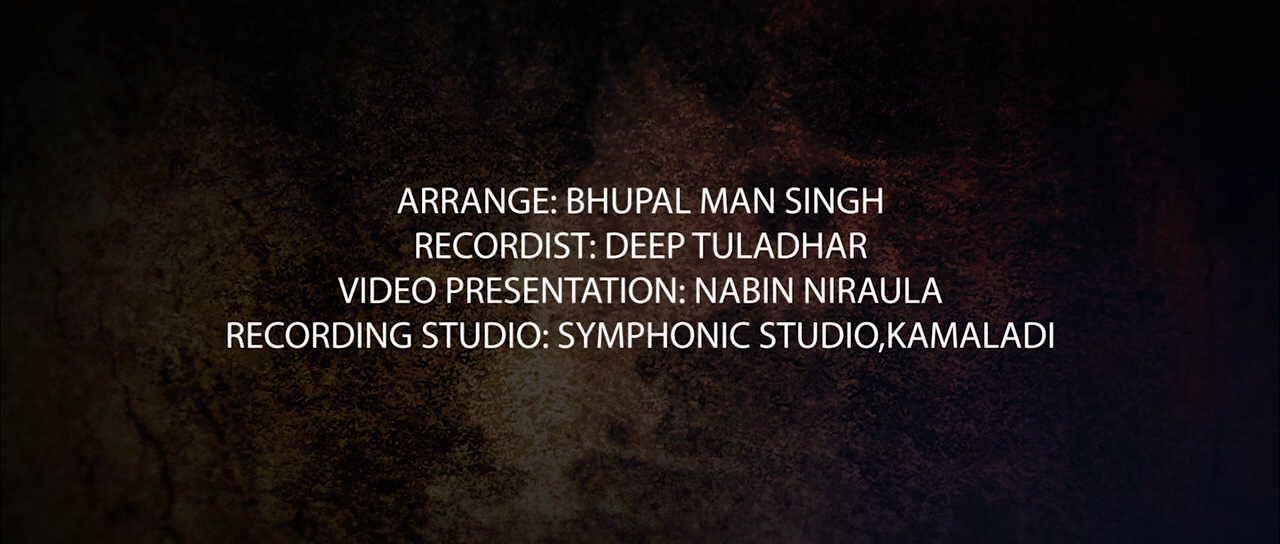 ARRANGE: BHUPAL MAN SINGH
RECORDIST: DEEP TULADHAR
VIDEO PRESENTATION: NABIN NIRAULA
RECORDING STUDIO: SYMPHONIC STUDIO,KAMALADI